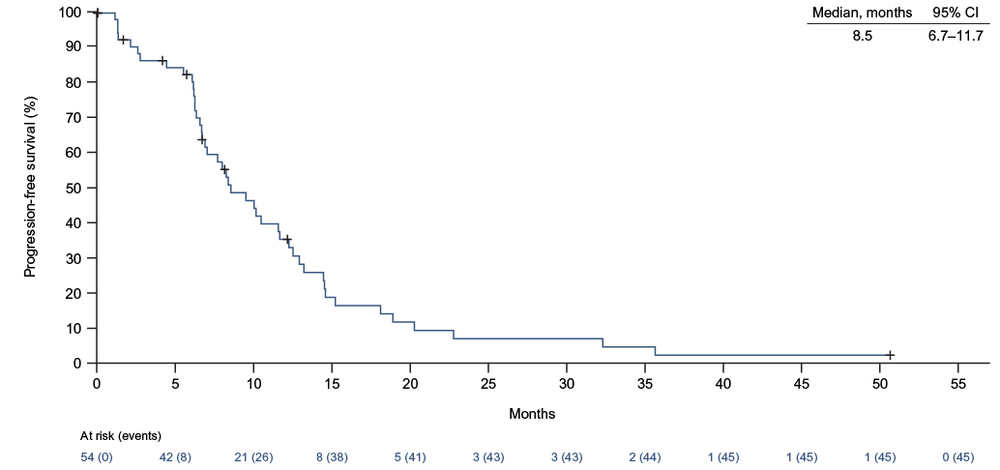 Median, months 95% CI
8.5 6.7–11.7
Progression-free survival (%)
100
90
80
70
60
50
40
30
20
10
0
0 5 10 15 20 25 30 35 40 45 50 55
Months
At risk (events)
54 (0) 42 (8) 21 (26) 8 (38) 5 (41) 3 (43) 3 (43) 2 (44) 1 (45) 1 (45) 1 (45) 0 (45)